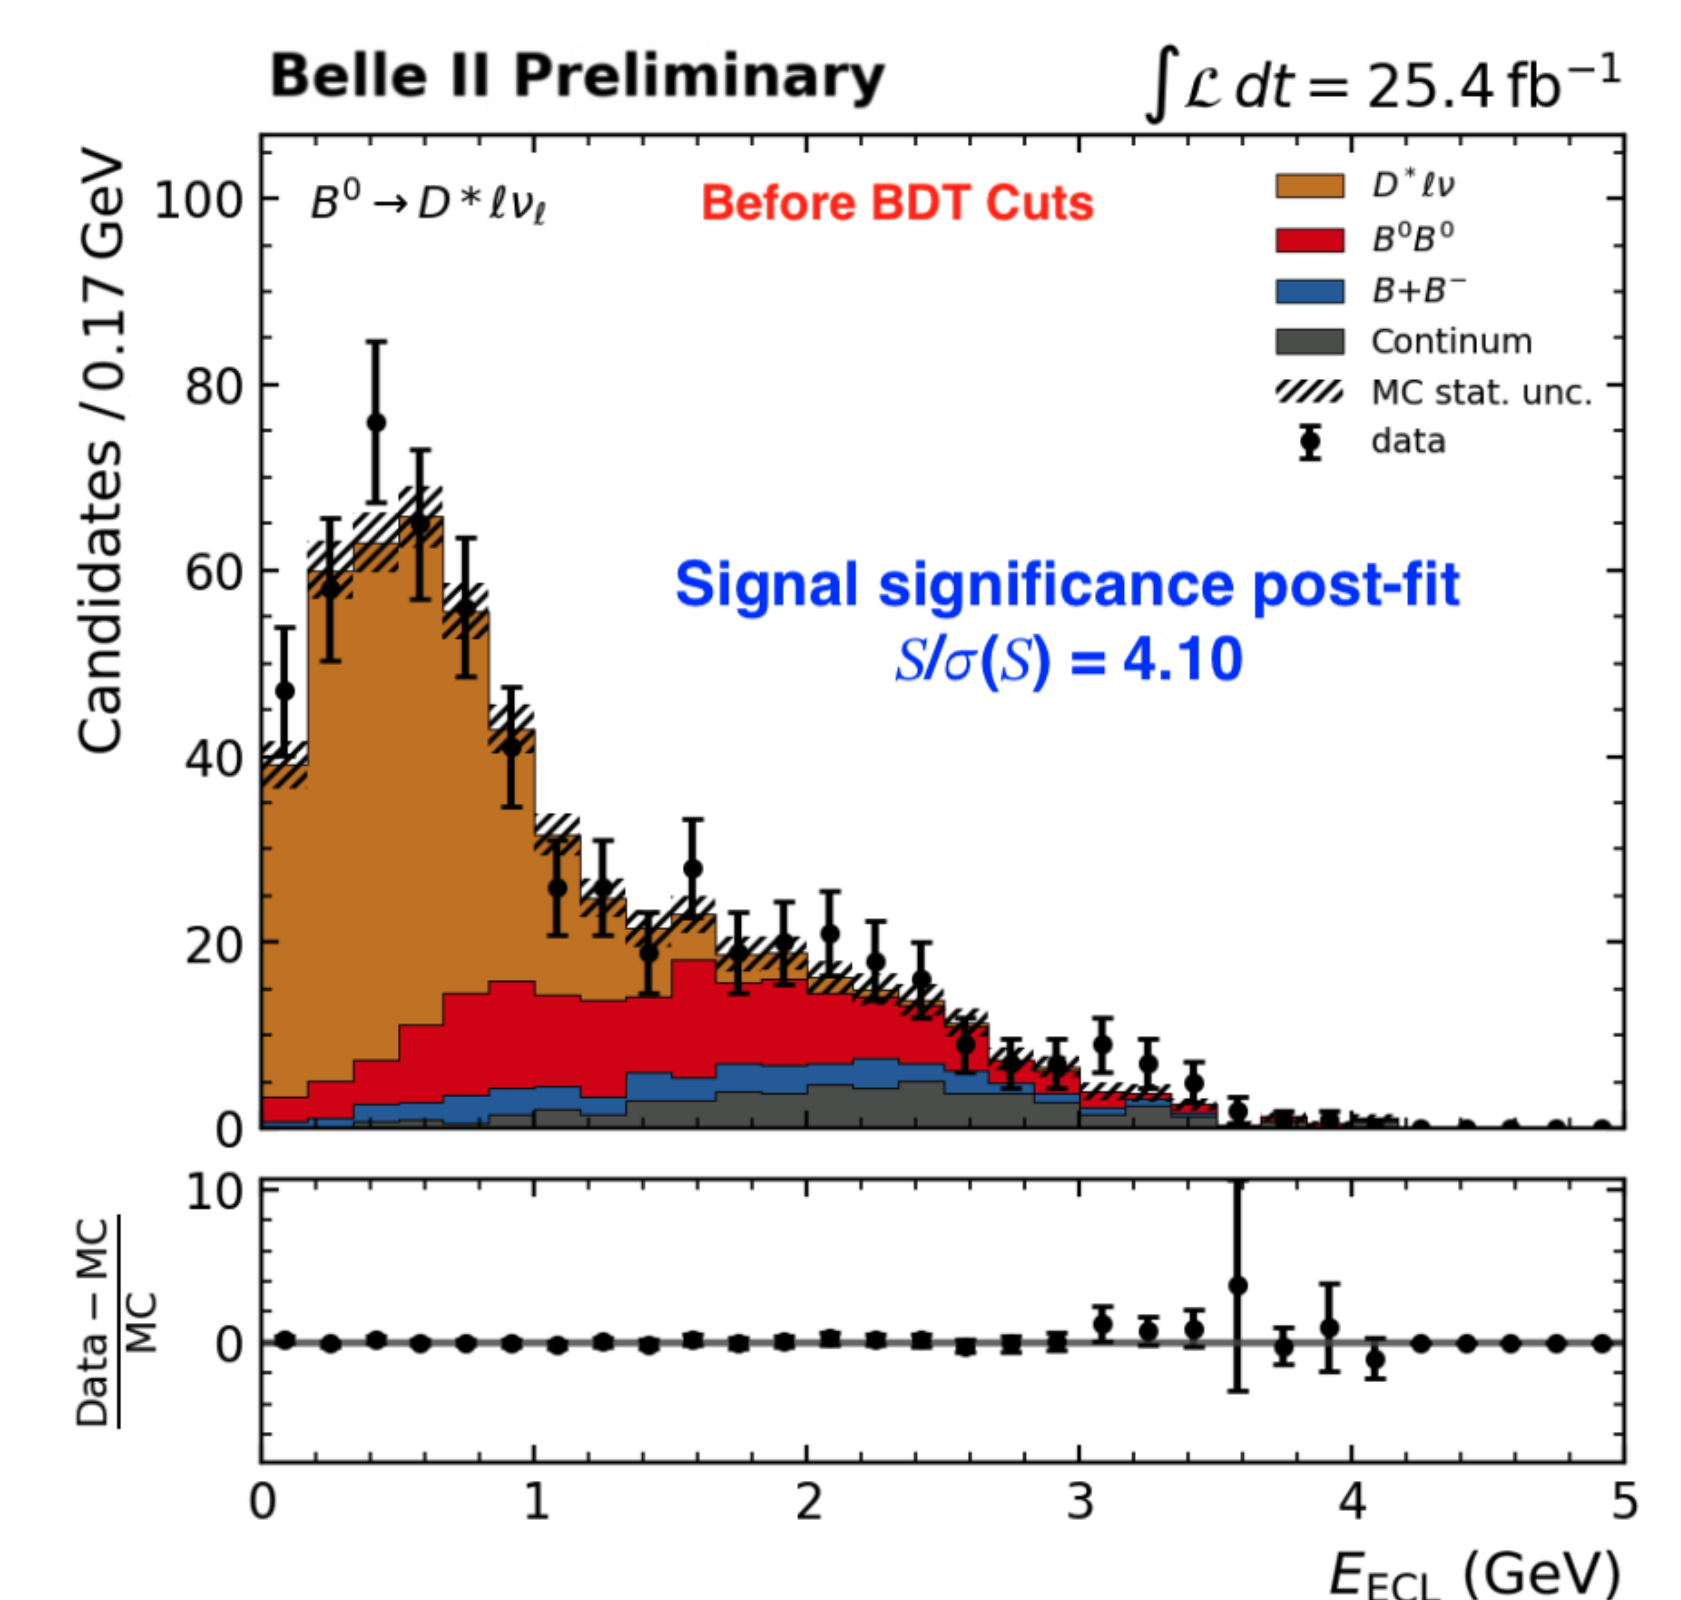 Belle II Preliminary
∫ℒ dt = 25.4 fb⁻¹
Candidates / 0.17 GeV
100
80
60
40
20
0
B⁰ → D*ℓνℓ
Before BDT Cuts
D*ℓν
B⁰B⁰
B+B⁻
Continum
MC stat. unc.
data
Signal significance post-fit
S/σ(S) = 4.10
Data − MC
MC
10
0
0 1 2 3 4 5
E_ECL (GeV)